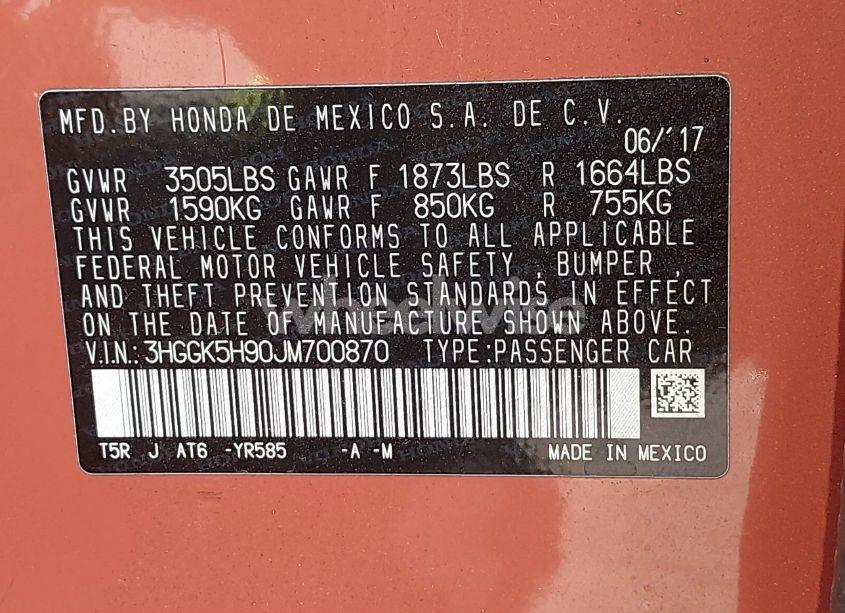 MFD.BY HONDA DE MEXICO S.A. DE C.V.
06/'17
GVWR 3505LBS GAWR F 1873LBS R 1664LBS
GVWR 1590KG GAWR F 850KG R 755KG
THIS VEHICLE CONFORMS TO ALL APPLICABLE
FEDERAL MOTOR VEHICLE SAFETY , BUMPER ,
AND THEFT PREVENTION STANDARDS IN EFFECT
ON THE DATE OF MANUFACTURE SHOWN ABOVE.
V.I.N.: 3HGGK5H90JM700870 TYPE:PASSENGER CAR
T5R J AT6 -YR585 -A -M MADE IN MEXICO